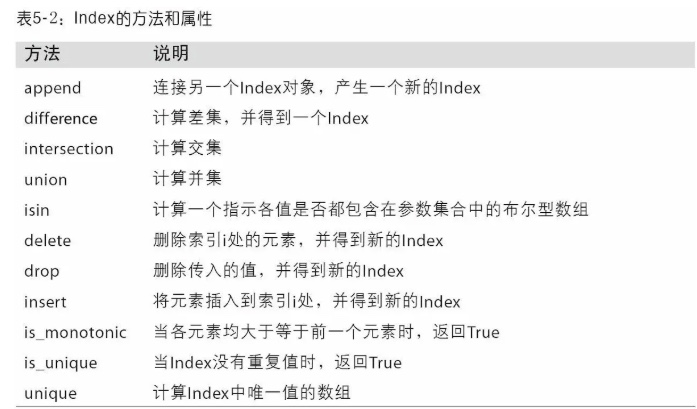 表5-2：Index的方法和属性
方法 说明
append 连接另一个Index对象，产生一个新的Index
difference 计算差集，并得到一个Index
intersection 计算交集
union 计算并集
isin 计算一个指示各值是否都包含在参数集合中的布尔型数组
delete 删除索引i处的元素，并得到新的Index
drop 删除传入的值，并得到新的Index
insert 将元素插入到索引i处，并得到新的Index
is_monotonic 当各元素均大于等于前一个元素时，返回True
is_unique 当Index没有重复值时，返回True
unique 计算Index中唯一值的数组